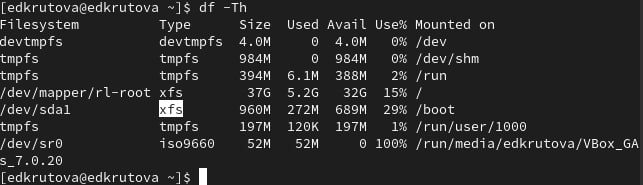 [edkrutova@edkrutova ~]$ df -Th
Filesystem          Type      Size  Used Avail Use% Mounted on
devtmpfs            devtmpfs  4.0M     0  4.0M   0% /dev
tmpfs               tmpfs     984M     0  984M   0% /dev/shm
tmpfs               tmpfs     394M  6.1M  388M   2% /run
/dev/mapper/rl-root xfs        37G  5.2G   32G  15% /
/dev/sda1           xfs       960M  272M  689M  29% /boot
tmpfs               tmpfs     197M  120K  197M   1% /run/user/1000
/dev/sr0            iso9660    52M   52M     0 100% /run/media/edkrutova/VBox_GA
s_7.0.20
[edkrutova@edkrutova ~]$